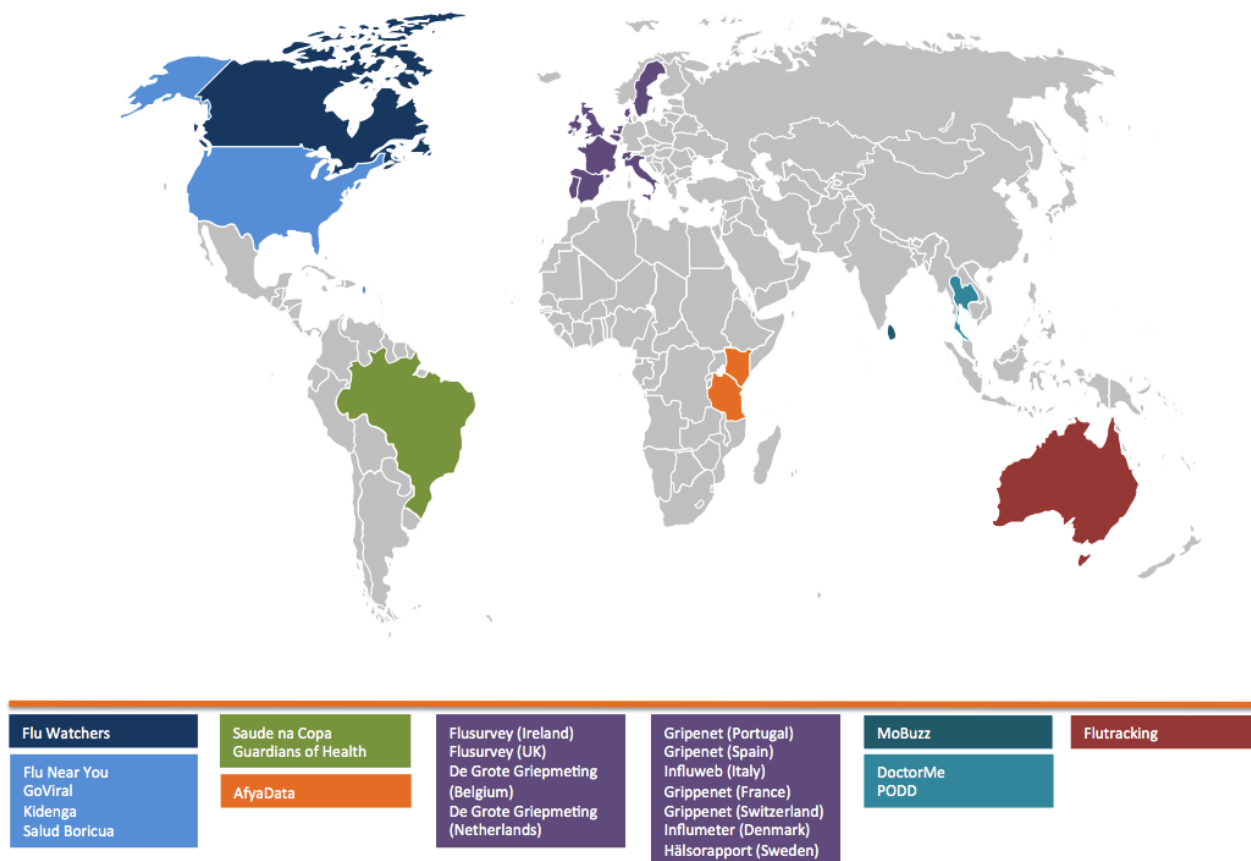 Flu Watchers
Flu Near You
GoViral
Kidenga
Salud Boricua
Saude na Copa
Guardians of Health
AfyaData
Flusurvey (Ireland)
Flusurvey (UK)
De Grote Griepmeting
(Belgium)
De Grote Griepmeting
(Netherlands)
Gripenet (Portugal)
Gripenet (Spain)
Influweb (Italy)
Grippenet (France)
Grippenet (Switzerland)
Influmeter (Denmark)
Hälsorapport (Sweden)
MoBuzz
DoctorMe
PODD
Flutracking